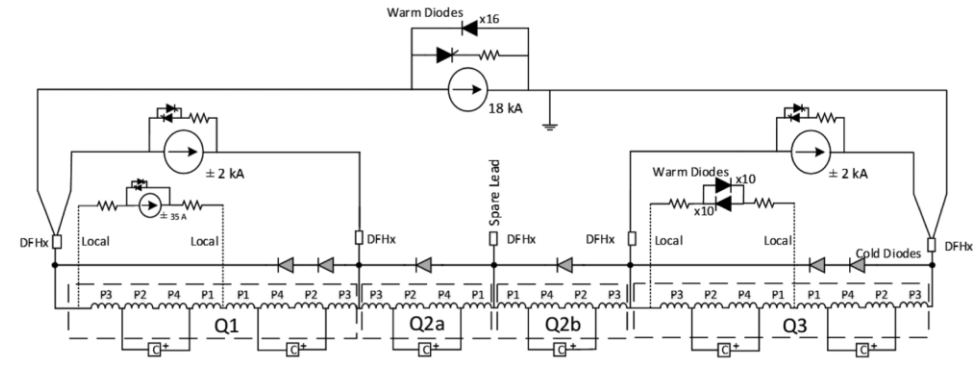 Warm Diodes
x16
18 kA
± 2 kA
± 2 kA
Spare Lead
Warm Diodes
x10
± 35 A
x10
DFHx
Local
Local
DFHx
DFHx
DFHx
Local
Local
DFHx
Cold Diodes
P3 P2 P4 P1 P1 P4 P2 P3 P3 P2 P4 P1 P1 P4 P2 P3 P3 P2 P4 P1 P1 P4 P2 P3
Q1 Q2a Q2b Q3
C + C + C + C + C + C +